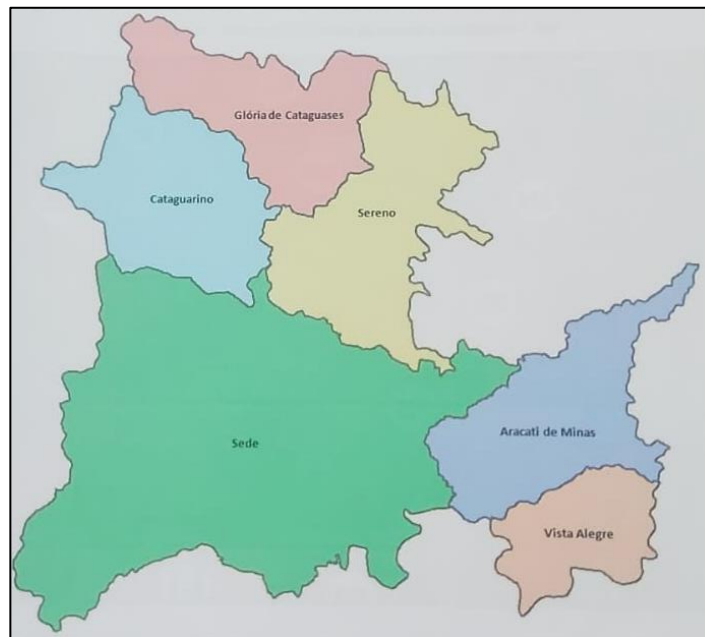 Glória de Cataguases
Cataguarino
Sereno
Aracati de Minas
Sede
Vista Alegre